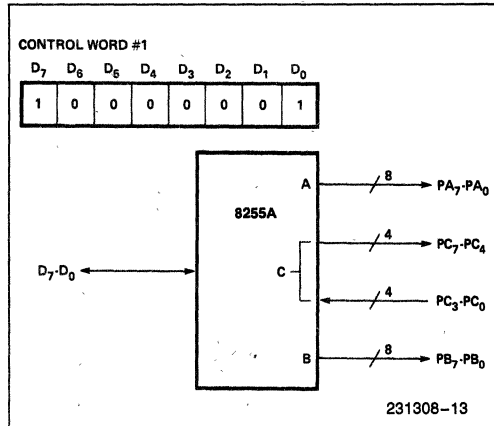 CONTROL WORD #1
D7 D6 D5 D4 D3 D2 D1 D0
1 0 0 0 0 0 0 1
A 8 PA7-PA0
8255A
4 PC7-PC4
D7-D0 C
4 PC3-PC0
B 8 PB7-PB0
231308-13